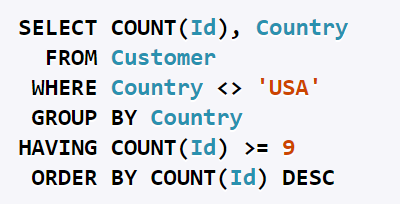 SELECT COUNT(Id), Country
FROM Customer
WHERE Country <> 'USA'
GROUP BY Country
HAVING COUNT(Id) >= 9
ORDER BY COUNT(Id) DESC